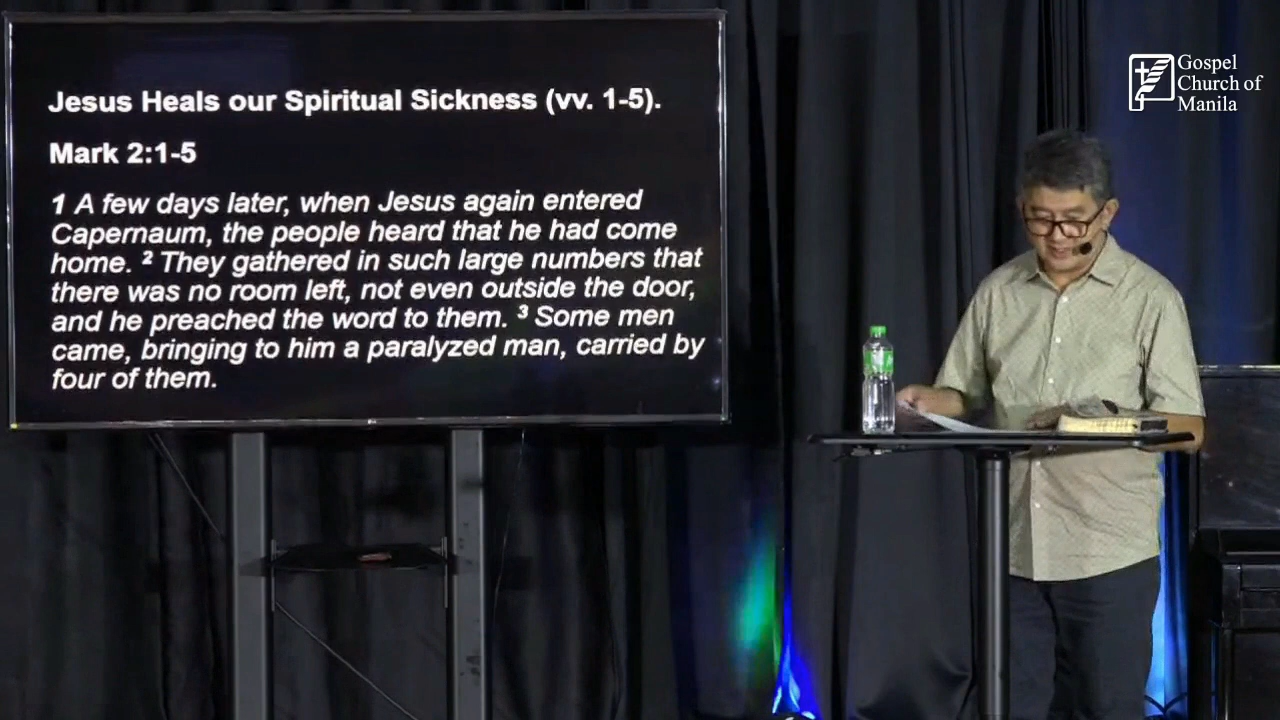 Jesus Heals our Spiritual Sickness (vv. 1-5).
Mark 2:1-5
1 A few days later, when Jesus again entered
Capernaum, the people heard that he had come
home. ² They gathered in such large numbers that
there was no room left, not even outside the door,
and he preached the word to them. ³ Some men
came, bringing to him a paralyzed man, carried by
four of them.
Gospel
Church of
Manila